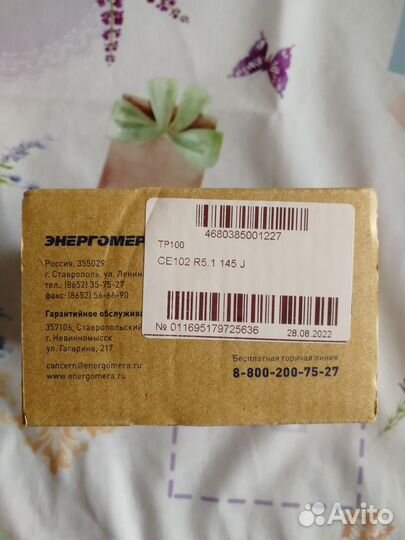 ЭНЕРГОМЕР
Россия, 355029
г. Ставрополь, ул. Ленина
тел.: (8652) 35-75-27
факс: (8652) 56-66-90
Гарантийное обслужива
357106, Ставропольский
г. Невинномысск
ул. Гагарина, 217
concern@energomera.ru
www.energomera.ru
4680385001227
TP100
CE102 R5.1 145 J
№ 011695179725636
28.08.2022
Бесплатная горячая линия
8-800-200-75-27
Avito